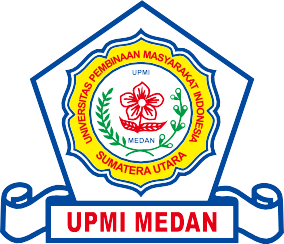 UNIVERSITAS PEMBINAAN MASYARAKAT INDONESIA
UPMI
MEDAN
SUMATERA UTARA
UPMI MEDAN